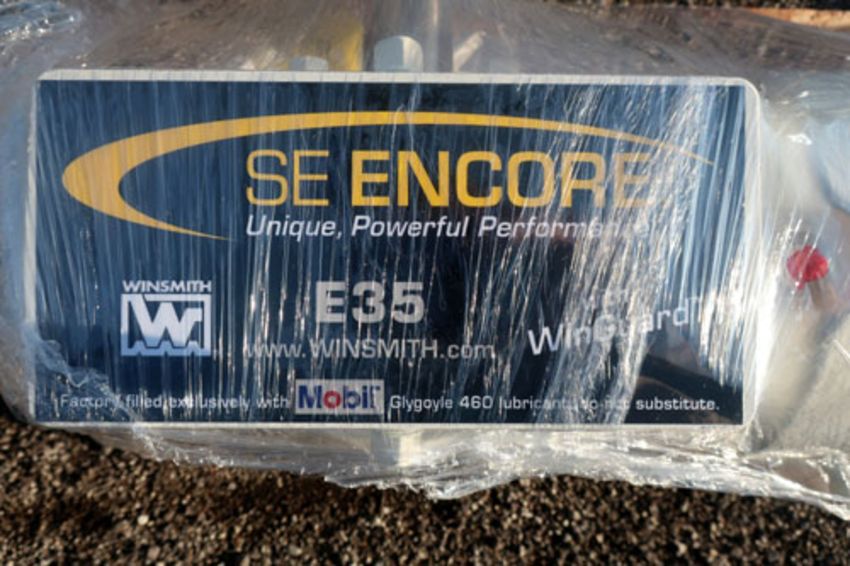 SE ENCORE
Unique, Powerful Performance
WINSMITH
E35
WinGuard™
www.WINSMITH.com
Factory filled exclusively with Mobil Glygoyle 460 lubricant, do not substitute.